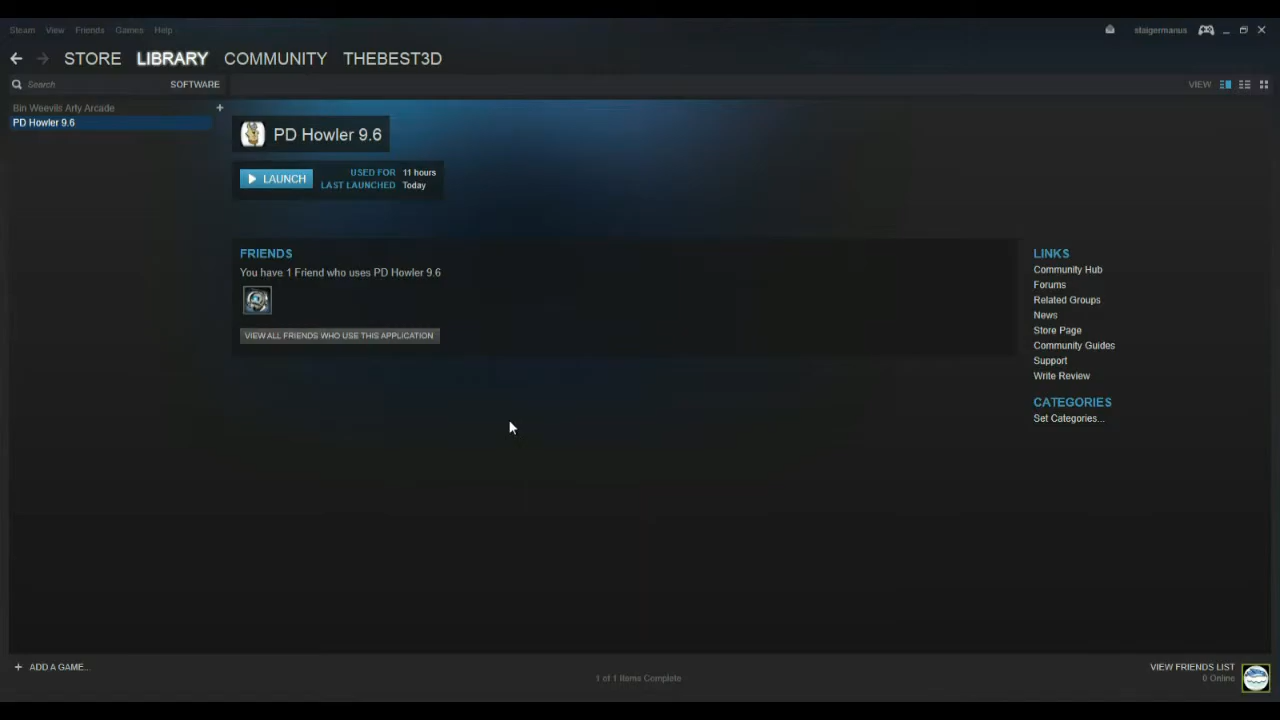 Steam View Friends Games Help
staigermanus
STORE LIBRARY COMMUNITY THEBEST3D
Search SOFTWARE VIEW
Bin Weevils Arty Arcade
PD Howler 9.6
PD Howler 9.6
LAUNCH
USED FOR 11 hours
LAST LAUNCHED Today
FRIENDS
You have 1 Friend who uses PD Howler 9.6
VIEW ALL FRIENDS WHO USE THIS APPLICATION
LINKS
Community Hub
Forums
Related Groups
News
Store Page
Community Guides
Support
Write Review
CATEGORIES
Set Categories...
+ ADD A GAME...
1 of 1 Items Complete
VIEW FRIENDS LIST
0 Online